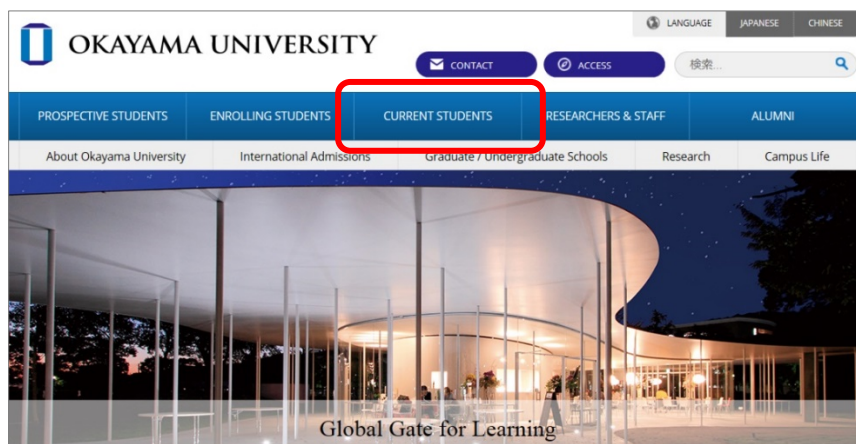 OKAYAMA UNIVERSITY
LANGUAGE JAPANESE CHINESE
CONTACT ACCESS 検索...
PROSPECTIVE STUDENTS ENROLLING STUDENTS CURRENT STUDENTS RESEARCHERS & STAFF ALUMNI
About Okayama University International Admissions Graduate / Undergraduate Schools Research Campus Life
Global Gate for Learning